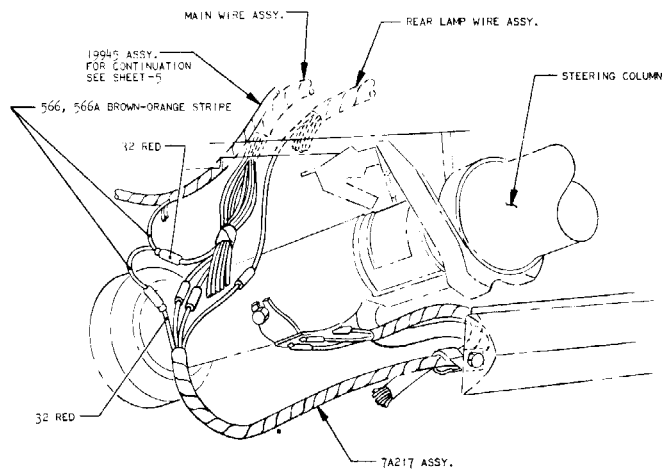 MAIN WIRE ASSY.
REAR LAMP WIRE ASSY.
19945 ASSY.
FOR CONTINUATION
SEE SHEET-5
STEERING COLUMN
566, 566A BROWN-ORANGE STRIPE
32 RED
32 RED
7A217 ASSY.